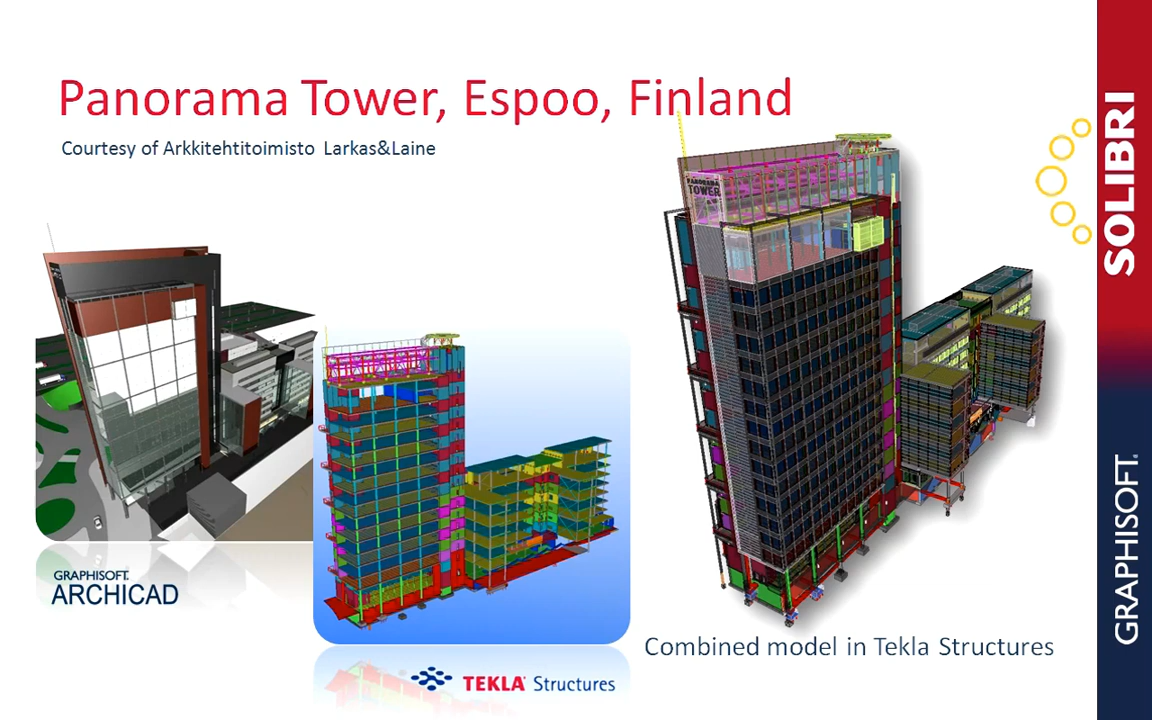 Panorama Tower, Espoo, Finland
Courtesy of Arkkitehtitoimisto Larkas&Laine
PANORAMA
TOWER
GRAPHISOFT.
ARCHICAD
TEKLA Structures
Combined model in Tekla Structures
SOLIBRI
GRAPHISOFT.